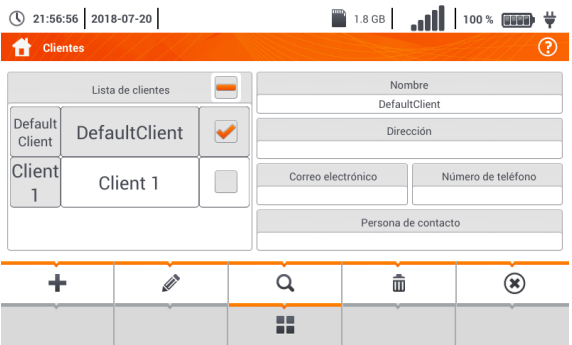 21:56:56 2018-07-20 1.8 GB 100 %
Clientes ?
Lista de clientes
Default
Client
DefaultClient
Client
1
Client 1
Nombre
DefaultClient
Dirección
Correo electrónico
Número de teléfono
Persona de contacto